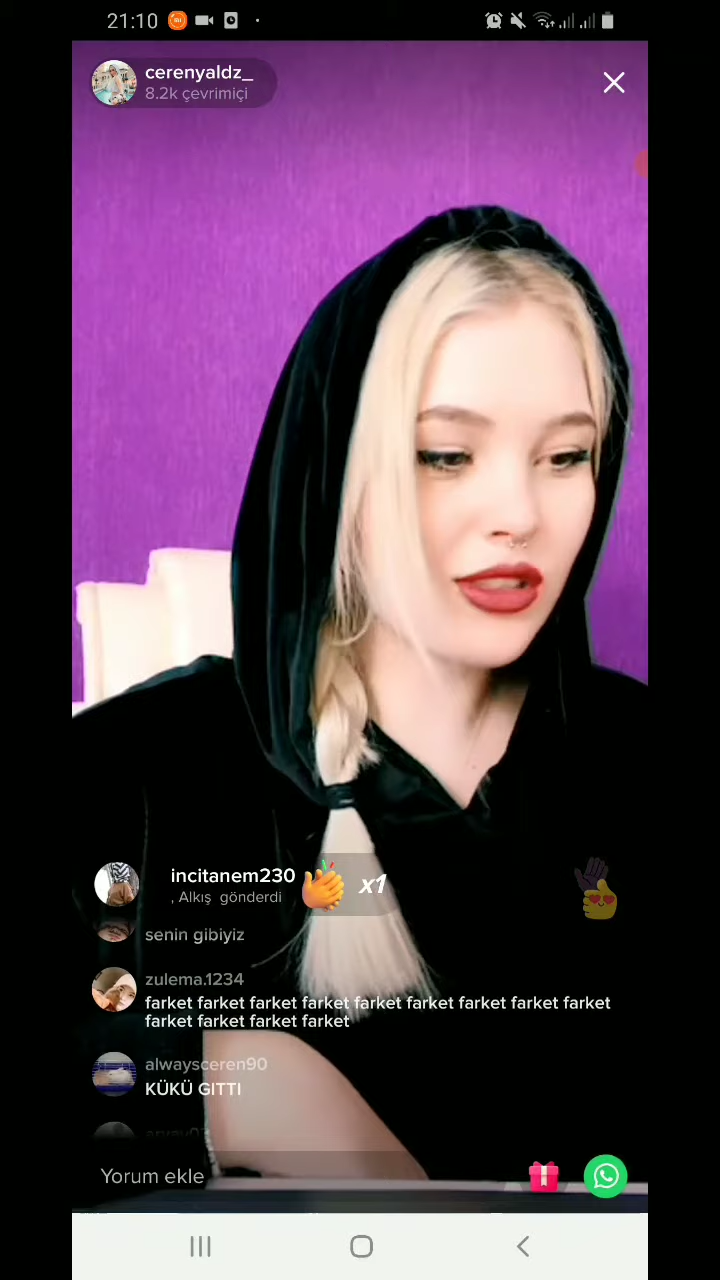 21:10
cerenyaldz_
8.2k çevrimiçi
incitanem230
, Alkış gönderdi
x1
senin gibiyiz
zulema.1234
farket farket farket farket farket farket farket farket farket
farket farket farket farket
alwaysceren90
KÜKÜ GITTI
Yorum ekle